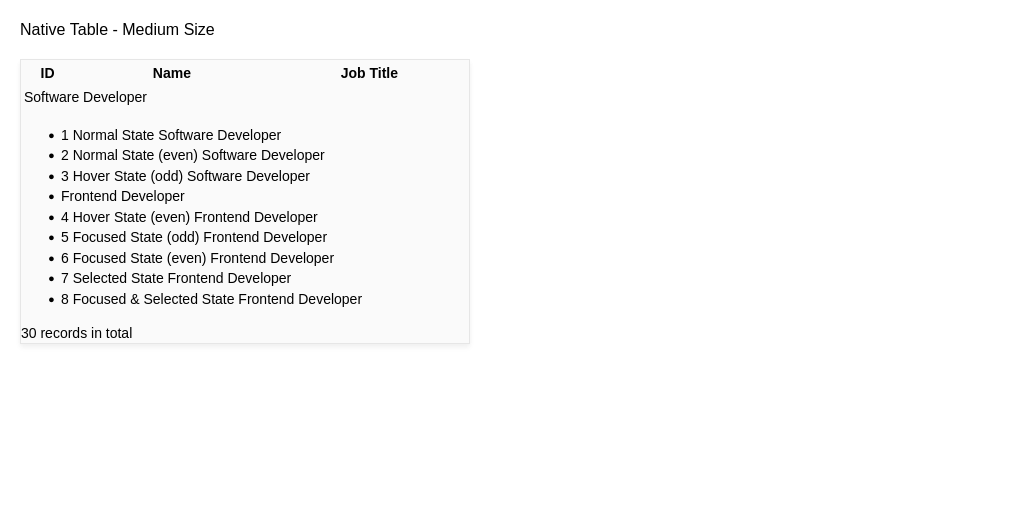 Native Table - Medium Size
ID Name Job Title
Software Developer
1 Normal State Software Developer
2 Normal State (even) Software Developer
3 Hover State (odd) Software Developer
Frontend Developer
4 Hover State (even) Frontend Developer
5 Focused State (odd) Frontend Developer
6 Focused State (even) Frontend Developer
7 Selected State Frontend Developer
8 Focused & Selected State Frontend Developer
30 records in total